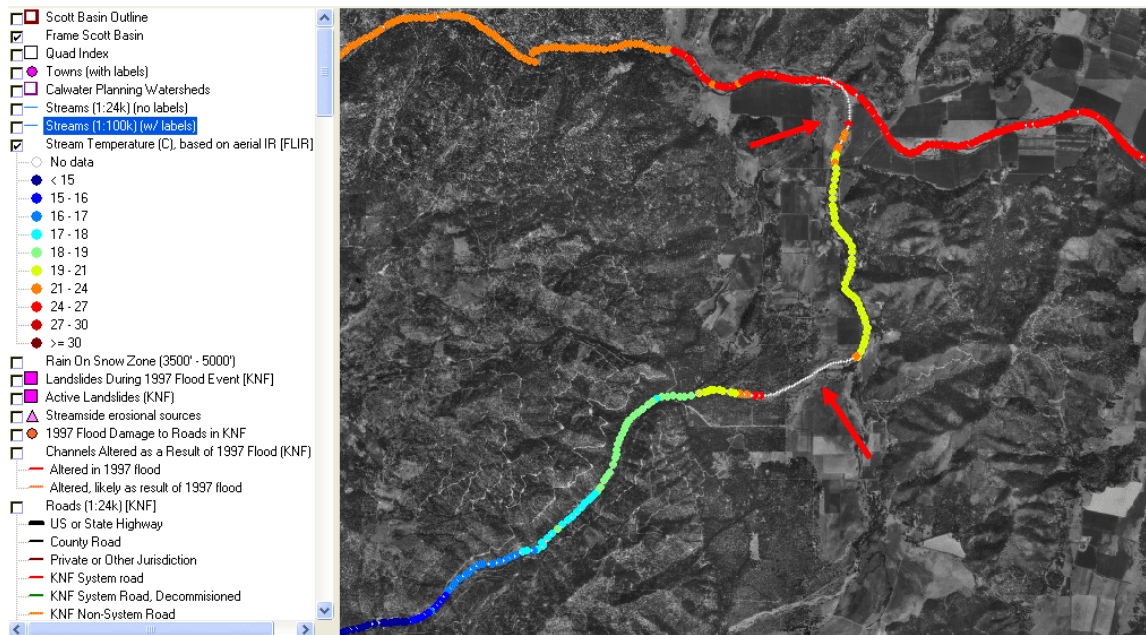 Scott Basin Outline
Frame Scott Basin
Quad Index
Towns (with labels)
Calwater Planning Watersheds
Streams (1:24k) (no labels)
Streams (1:100k) (w/ labels)
Stream Temperature (C), based on aerial IR [FLIR]
No data
< 15
15 - 16
16 - 17
17 - 18
18 - 19
19 - 21
21 - 24
24 - 27
27 - 30
>= 30
Rain On Snow Zone (3500' - 5000')
Landslides During 1997 Flood Event [KNF]
Active Landslides (KNF)
Streamside erosional sources
1997 Flood Damage to Roads in KNF
Channels Altered as a Result of 1997 Flood (KNF)
Altered in 1997 flood
Altered, likely as result of 1997 flood
Roads (1:24k) [KNF]
US or State Highway
County Road
Private or Other Jurisdiction
KNF System road
KNF System Road, Decommisioned
KNF Non-System Road